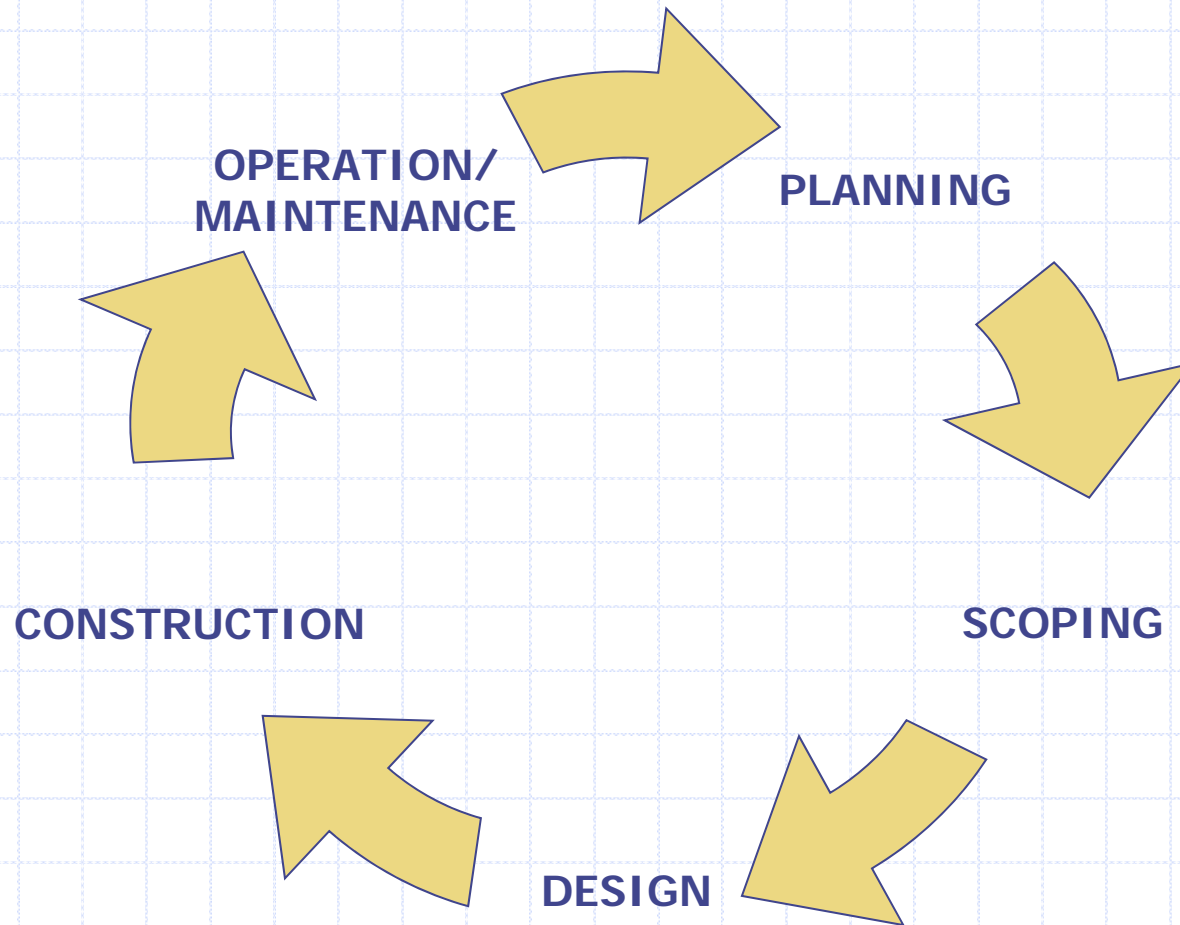 OPERATION/
MAINTENANCE
PLANNING
CONSTRUCTION
SCOPING
DESIGN